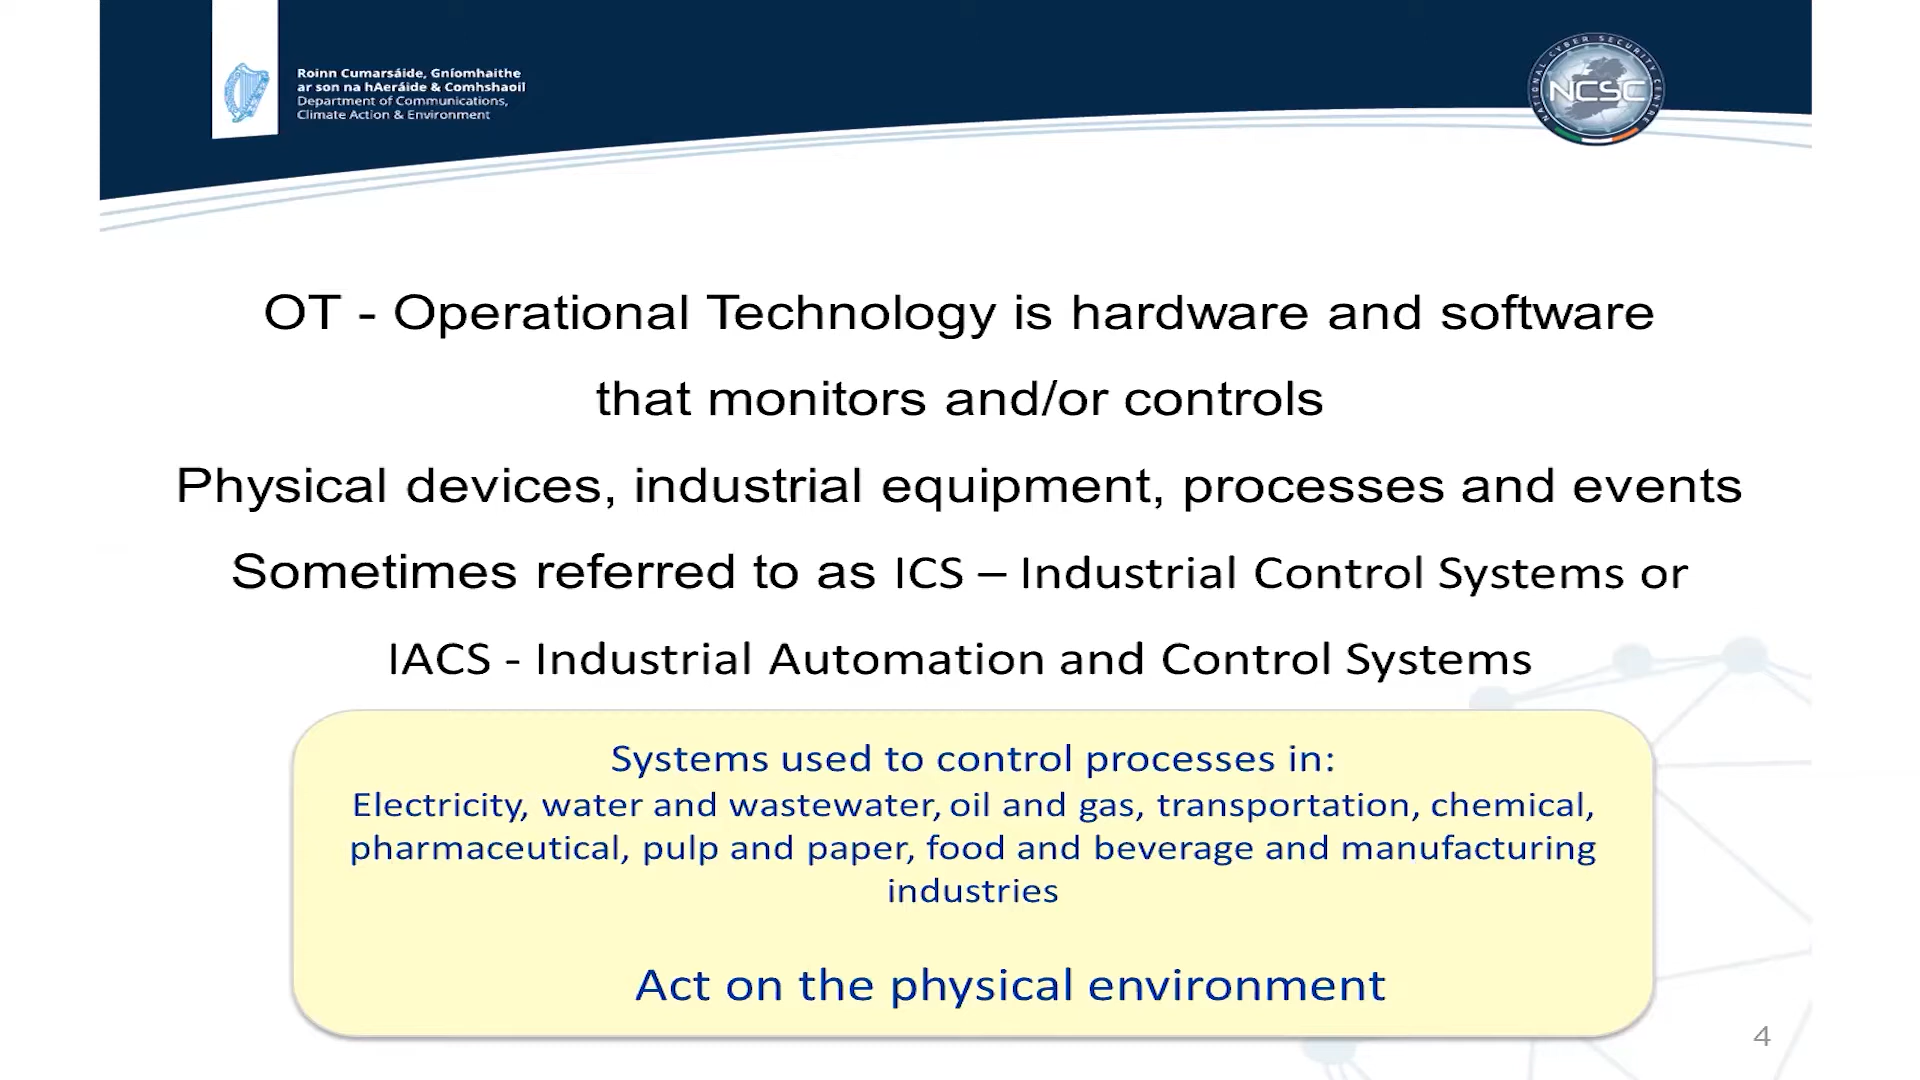 Roinn Cumarsáide, Gníomhaithe
ar son na hAeráide & Comhshaoil
Department of Communications,
Climate Action & Environment
NATIONAL CYBER SECURITY CENTRE
NCSC
OT - Operational Technology is hardware and software
that monitors and/or controls
Physical devices, industrial equipment, processes and events
Sometimes referred to as ICS – Industrial Control Systems or
IACS - Industrial Automation and Control Systems
Systems used to control processes in:
Electricity, water and wastewater, oil and gas, transportation, chemical,
pharmaceutical, pulp and paper, food and beverage and manufacturing
industries
Act on the physical environment
4